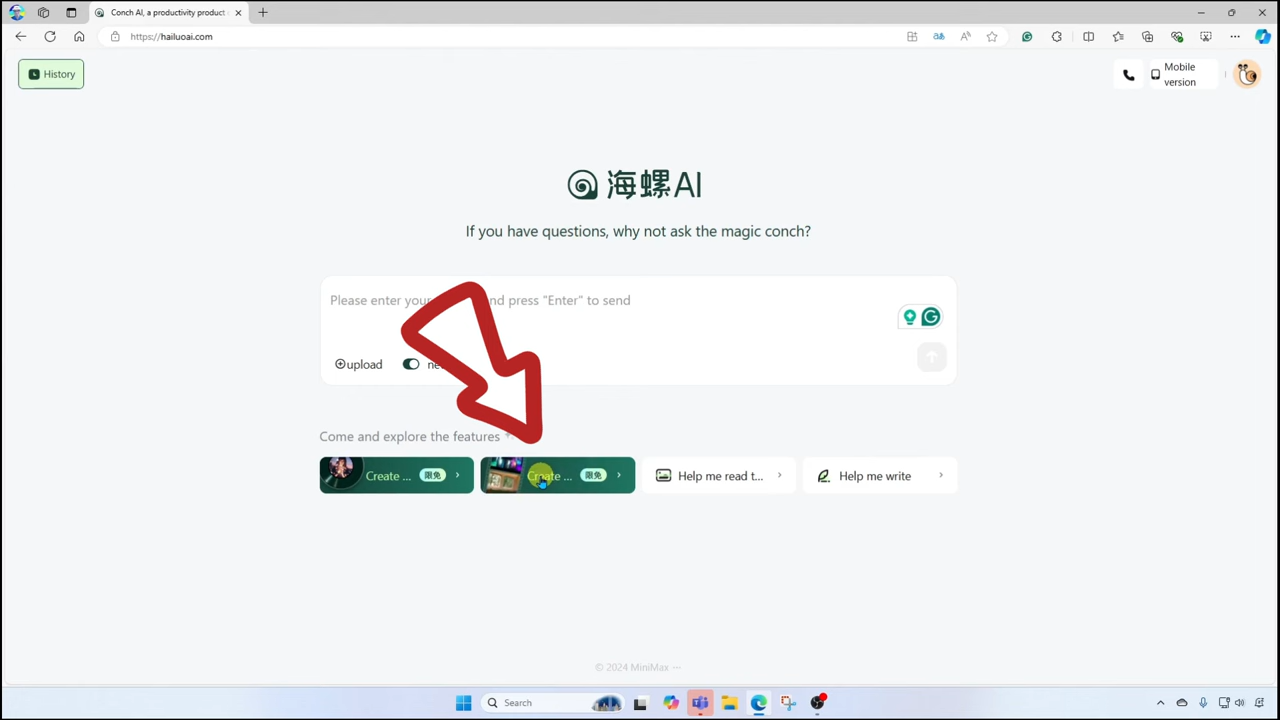 Conch AI, a productivity product
https://hailuoai.com
History
Mobile
version
海螺AI
If you have questions, why not ask the magic conch?
Please enter your nd press "Enter" to send
upload
Come and explore the features
Create ... 限免
Create ... 限免
Help me read t...
Help me write
© 2024 MiniMax ···
Search